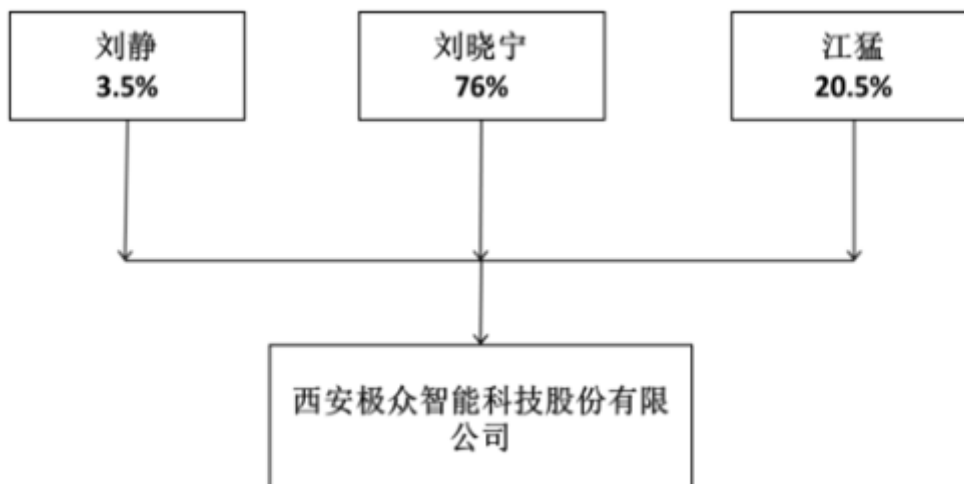 刘静
3.5%
刘晓宁
76%
江猛
20.5%
西安极众智能科技股份有限
公司